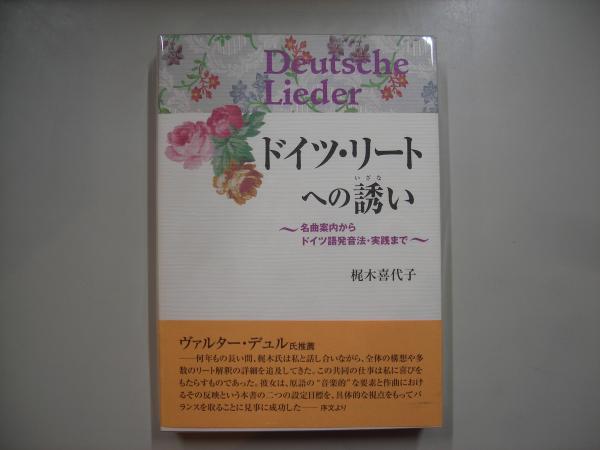 Deutsche
Lieder
ドイツ・リート
への誘い
いざな
〜名曲案内から
ドイツ語発音法・実践まで〜
梶木喜代子
ヴァルター・デュル氏推薦
――何年もの長い間、梶木氏は私と話し合いながら、全体の構想や多
数のリート解釈の詳細を追及してきた。この共同の仕事は私に喜びを
もたらすものであった。彼女は、原語の“音楽的”な要素と作曲におけ
るその反映という本書の二つの設定目標を、具体的な視点をもってバ
ランスを取ることに見事に成功した―― 序文より